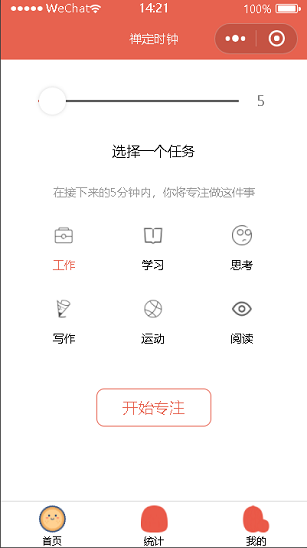 WeChat 14:21 100%
禅定时钟
5
选择一个任务
在接下来的5分钟内，你将专注做这件事
工作 学习 思考
写作 运动 阅读
开始专注
首页 统计 我的